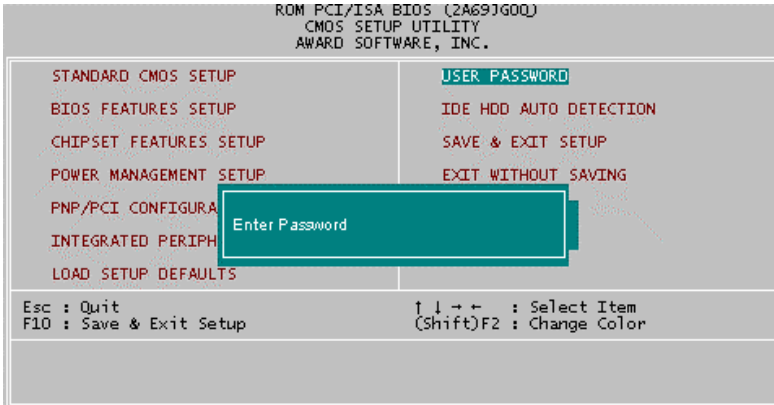 ROM PCI/ISA BIOS (2A69JGOQ)
CMOS SETUP UTILITY
AWARD SOFTWARE, INC.
STANDARD CMOS SETUP
BIOS FEATURES SETUP
CHIPSET FEATURES SETUP
POWER MANAGEMENT SETUP
PNP/PCI CONFIGURA
INTEGRATED PERIPH
LOAD SETUP DEFAULTS
USER PASSWORD
IDE HDD AUTO DETECTION
SAVE & EXIT SETUP
EXIT WITHOUT SAVING
Enter Password
Esc : Quit
F10 : Save & Exit Setup
↑ ↓ → ← : Select Item
(Shift)F2 : Change Color